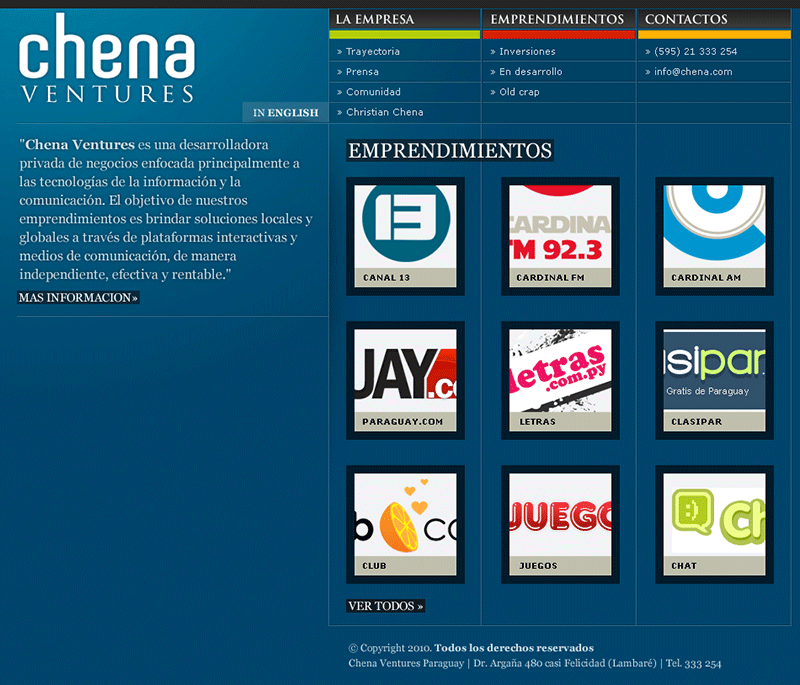 chena
VENTURES
IN ENGLISH
LA EMPRESA
» Trayectoria
» Prensa
» Comunidad
» Christian Chena
EMPRENDIMIENTOS
» Inversiones
» En desarrollo
» Old crap
CONTACTOS
» (595) 21 333 254
» info@chena.com
"Chena Ventures es una desarrolladora
privada de negocios enfocada principalmente a
las tecnologías de la información y la
comunicación. El objetivo de nuestros
emprendimientos es brindar soluciones locales y
globales a través de plataformas interactivas y
medios de comunicación, de manera
independiente, efectiva y rentable."
MAS INFORMACION»
EMPRENDIMIENTOS
13
CANAL 13
CARDINA
FM 92.3
CARDINAL FM
CARDINAL AM
UAY.co
PARAGUAY.COM
letras
.com.py
LETRAS
asipar.
Gratis de Paraguay
CLASIPAR
b co
CLUB
JUEGO
JUEGOS
ch
CHAT
VER TODOS »
© Copyright 2010. Todos los derechos reservados
Chena Ventures Paraguay | Dr. Argaña 480 casi Felicidad (Lambaré) | Tel. 333 254